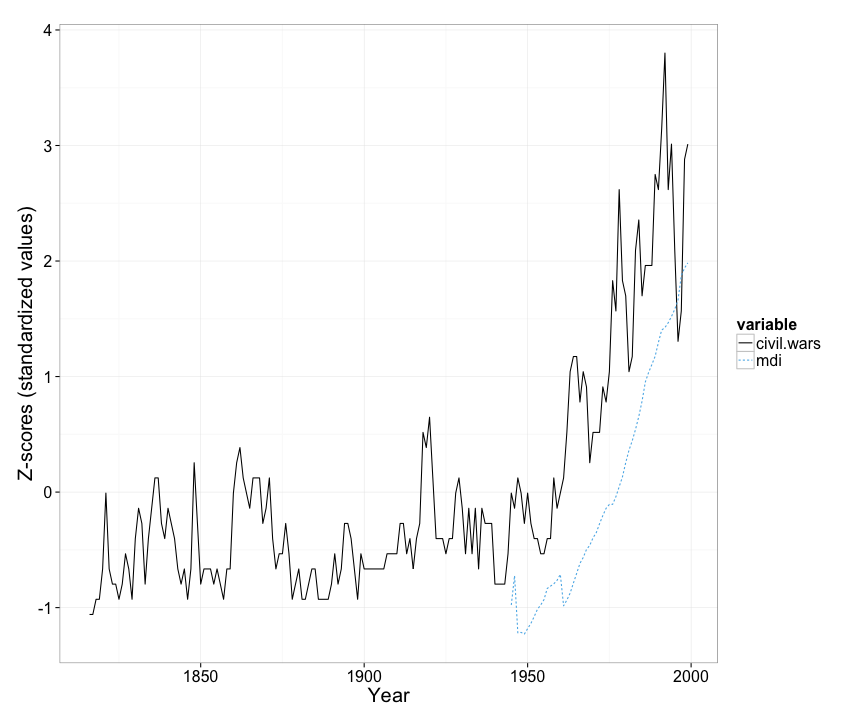 4
3
2
1
0
-1
1850
1900
1950
2000
Year
Z-scores (standardized values)
variable
civil.wars
mdi